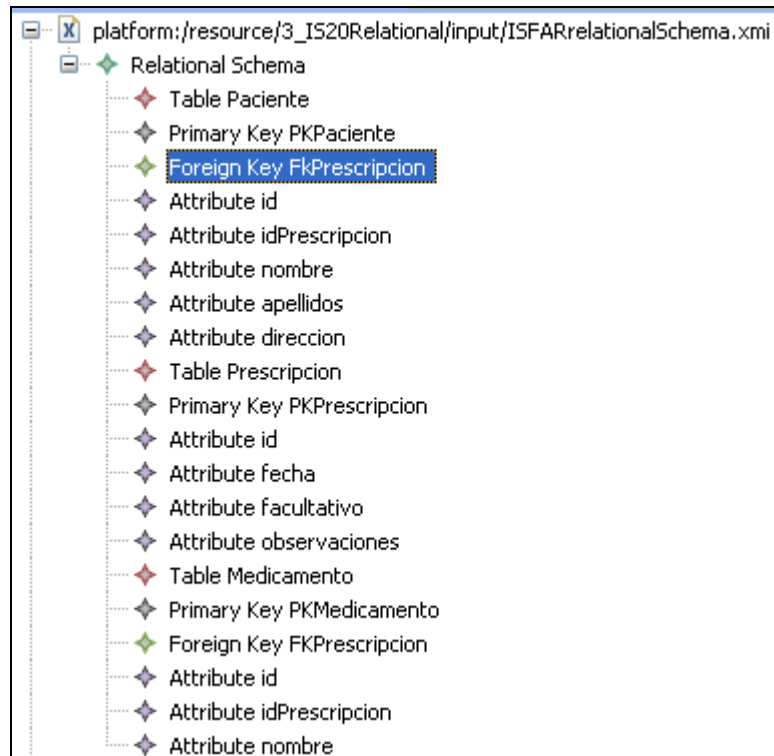 platform:/resource/3_IS20Relational/input/ISFARrelationalSchema.xmi
Relational Schema
Table Paciente
Primary Key PKPaciente
Foreign Key FkPrescripcion
Attribute id
Attribute idPrescripcion
Attribute nombre
Attribute apellidos
Attribute direccion
Table Prescripcion
Primary Key PKPrescripcion
Attribute id
Attribute fecha
Attribute facultativo
Attribute observaciones
Table Medicamento
Primary Key PKMedicamento
Foreign Key FKPrescripcion
Attribute id
Attribute idPrescripcion
Attribute nombre